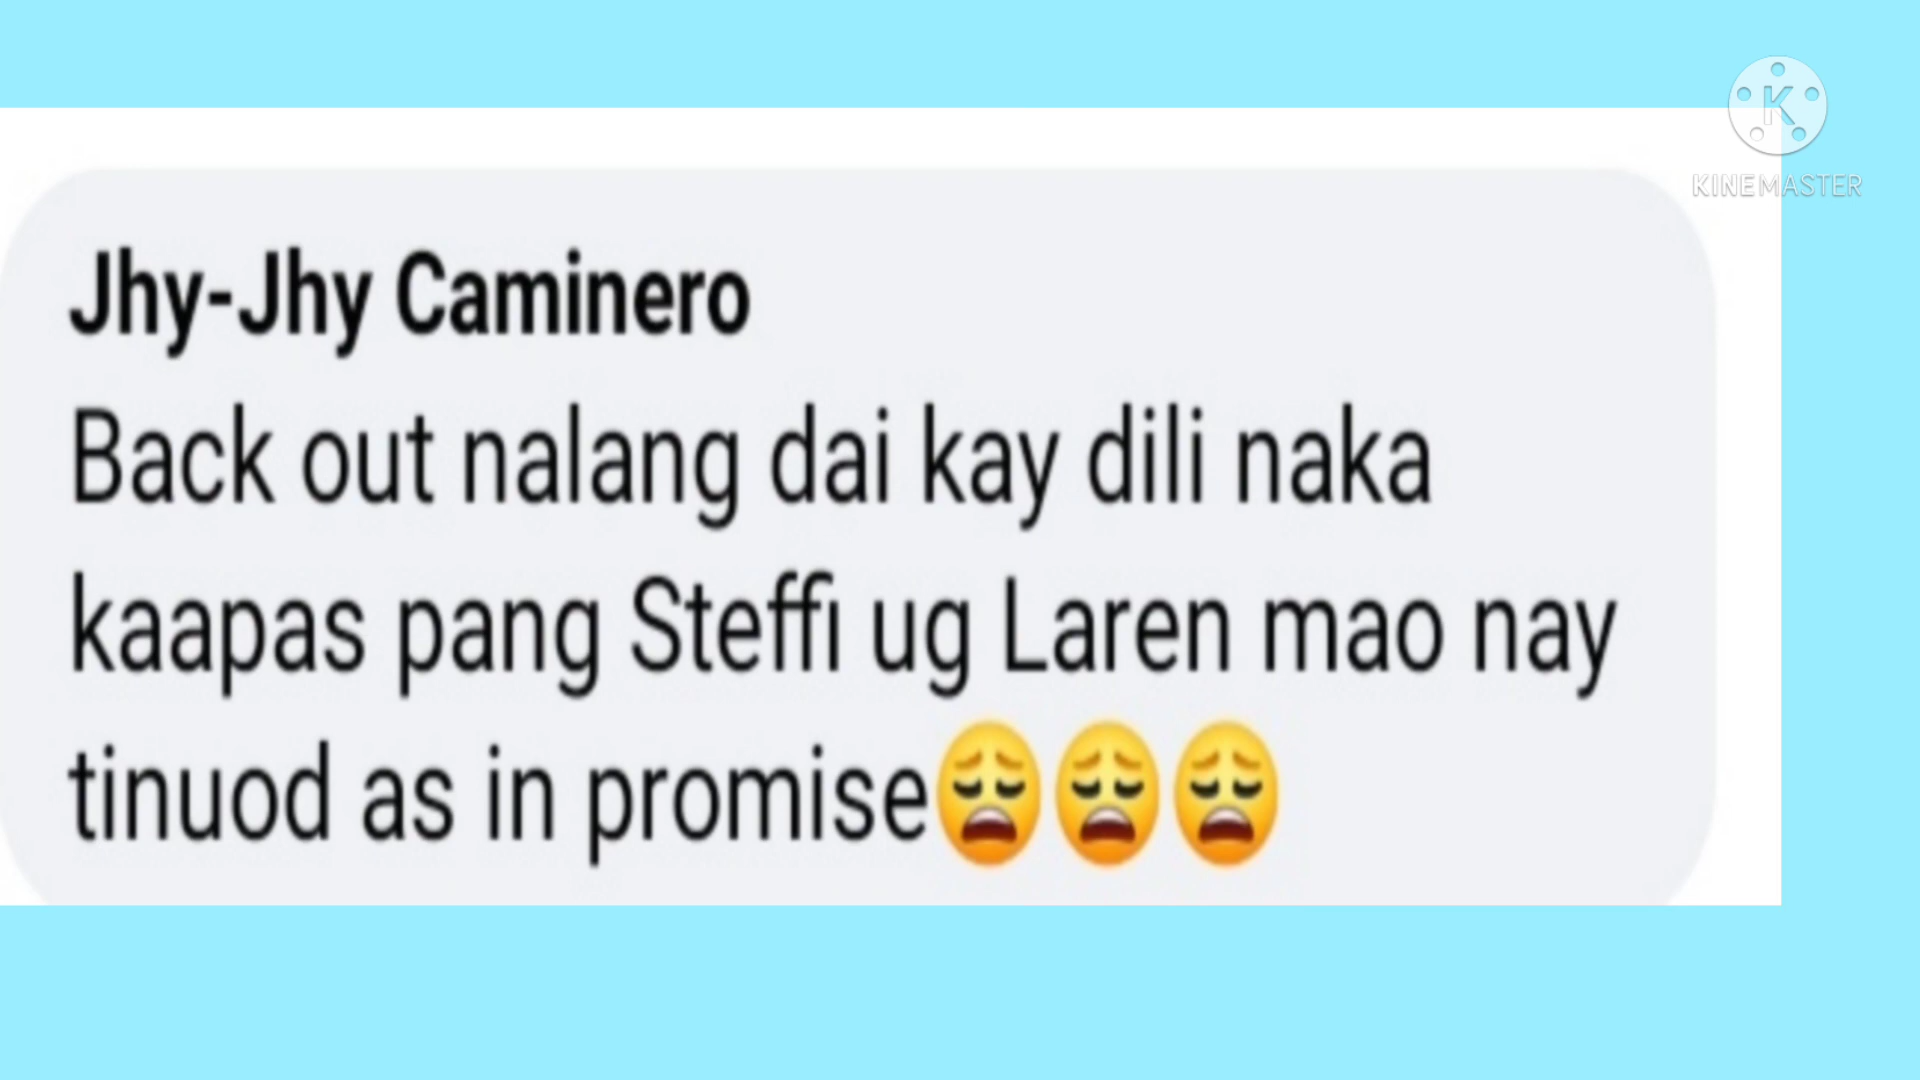 K
KINEMASTER
Jhy-Jhy Caminero
Back out nalang dai kay dili naka
kaapas pang Steffi ug Laren mao nay
tinuod as in promise😩😩😩